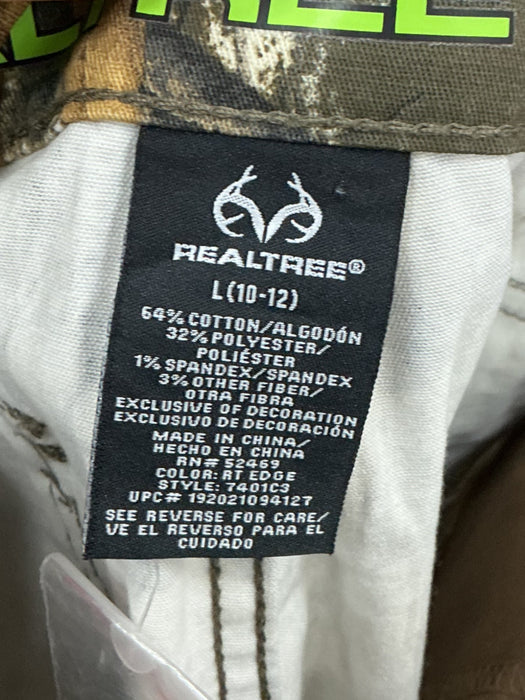 REALTREE®
L (10-12)
64% COTTON/ALGODÓN
32% POLYESTER/
POLIÉSTER
1% SPANDEX/SPANDEX
3% OTHER FIBER/
OTRA FIBRA
EXCLUSIVE OF DECORATION
EXCLUSIVO DE DECORACIÓN
MADE IN CHINA/
HECHO EN CHINA
RN# 52469
COLOR: RT EDGE
STYLE: 7401C3
UPC# 192021094127
SEE REVERSE FOR CARE/
VE EL REVERSO PARA EL
CUIDADO